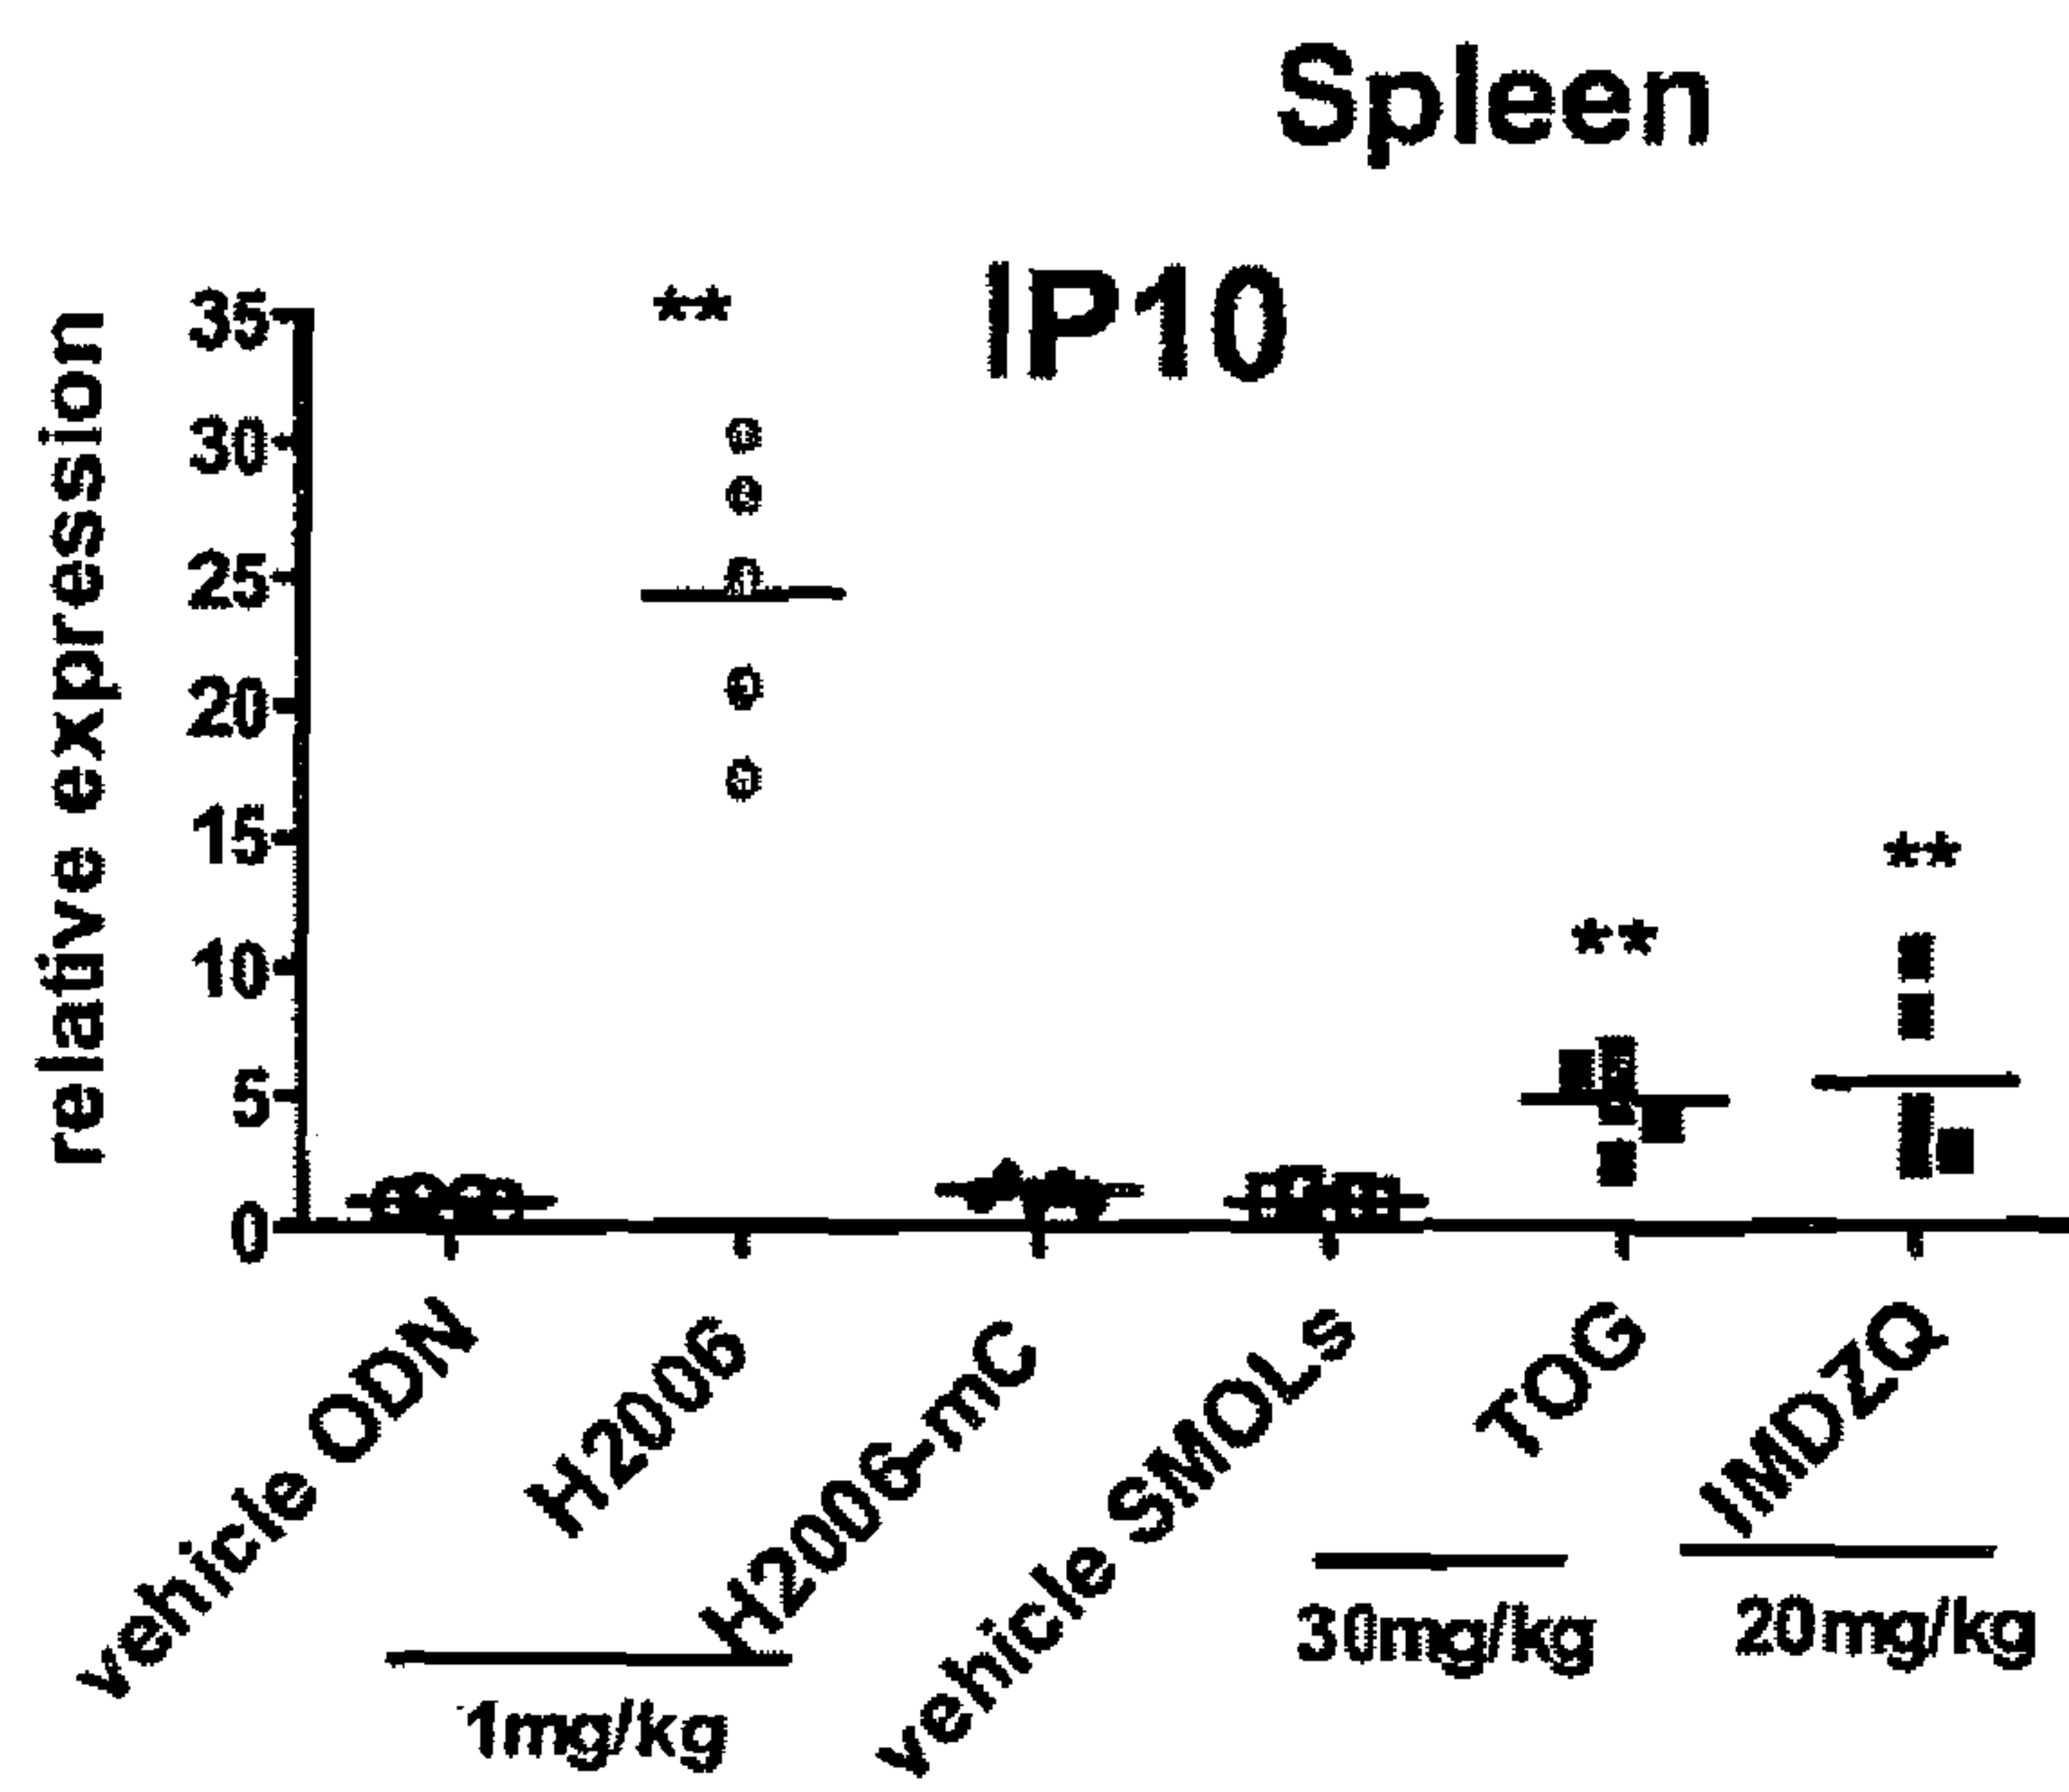 Spleen
IP10
relative expression
35
**
30
25
20
15
**
10
**
5
0
vehicle ODN
H2006
H2006-mC
vehicle SMOLs
TOG
IMDZQ
1mg/kg
30mg/kg
20mg/kg